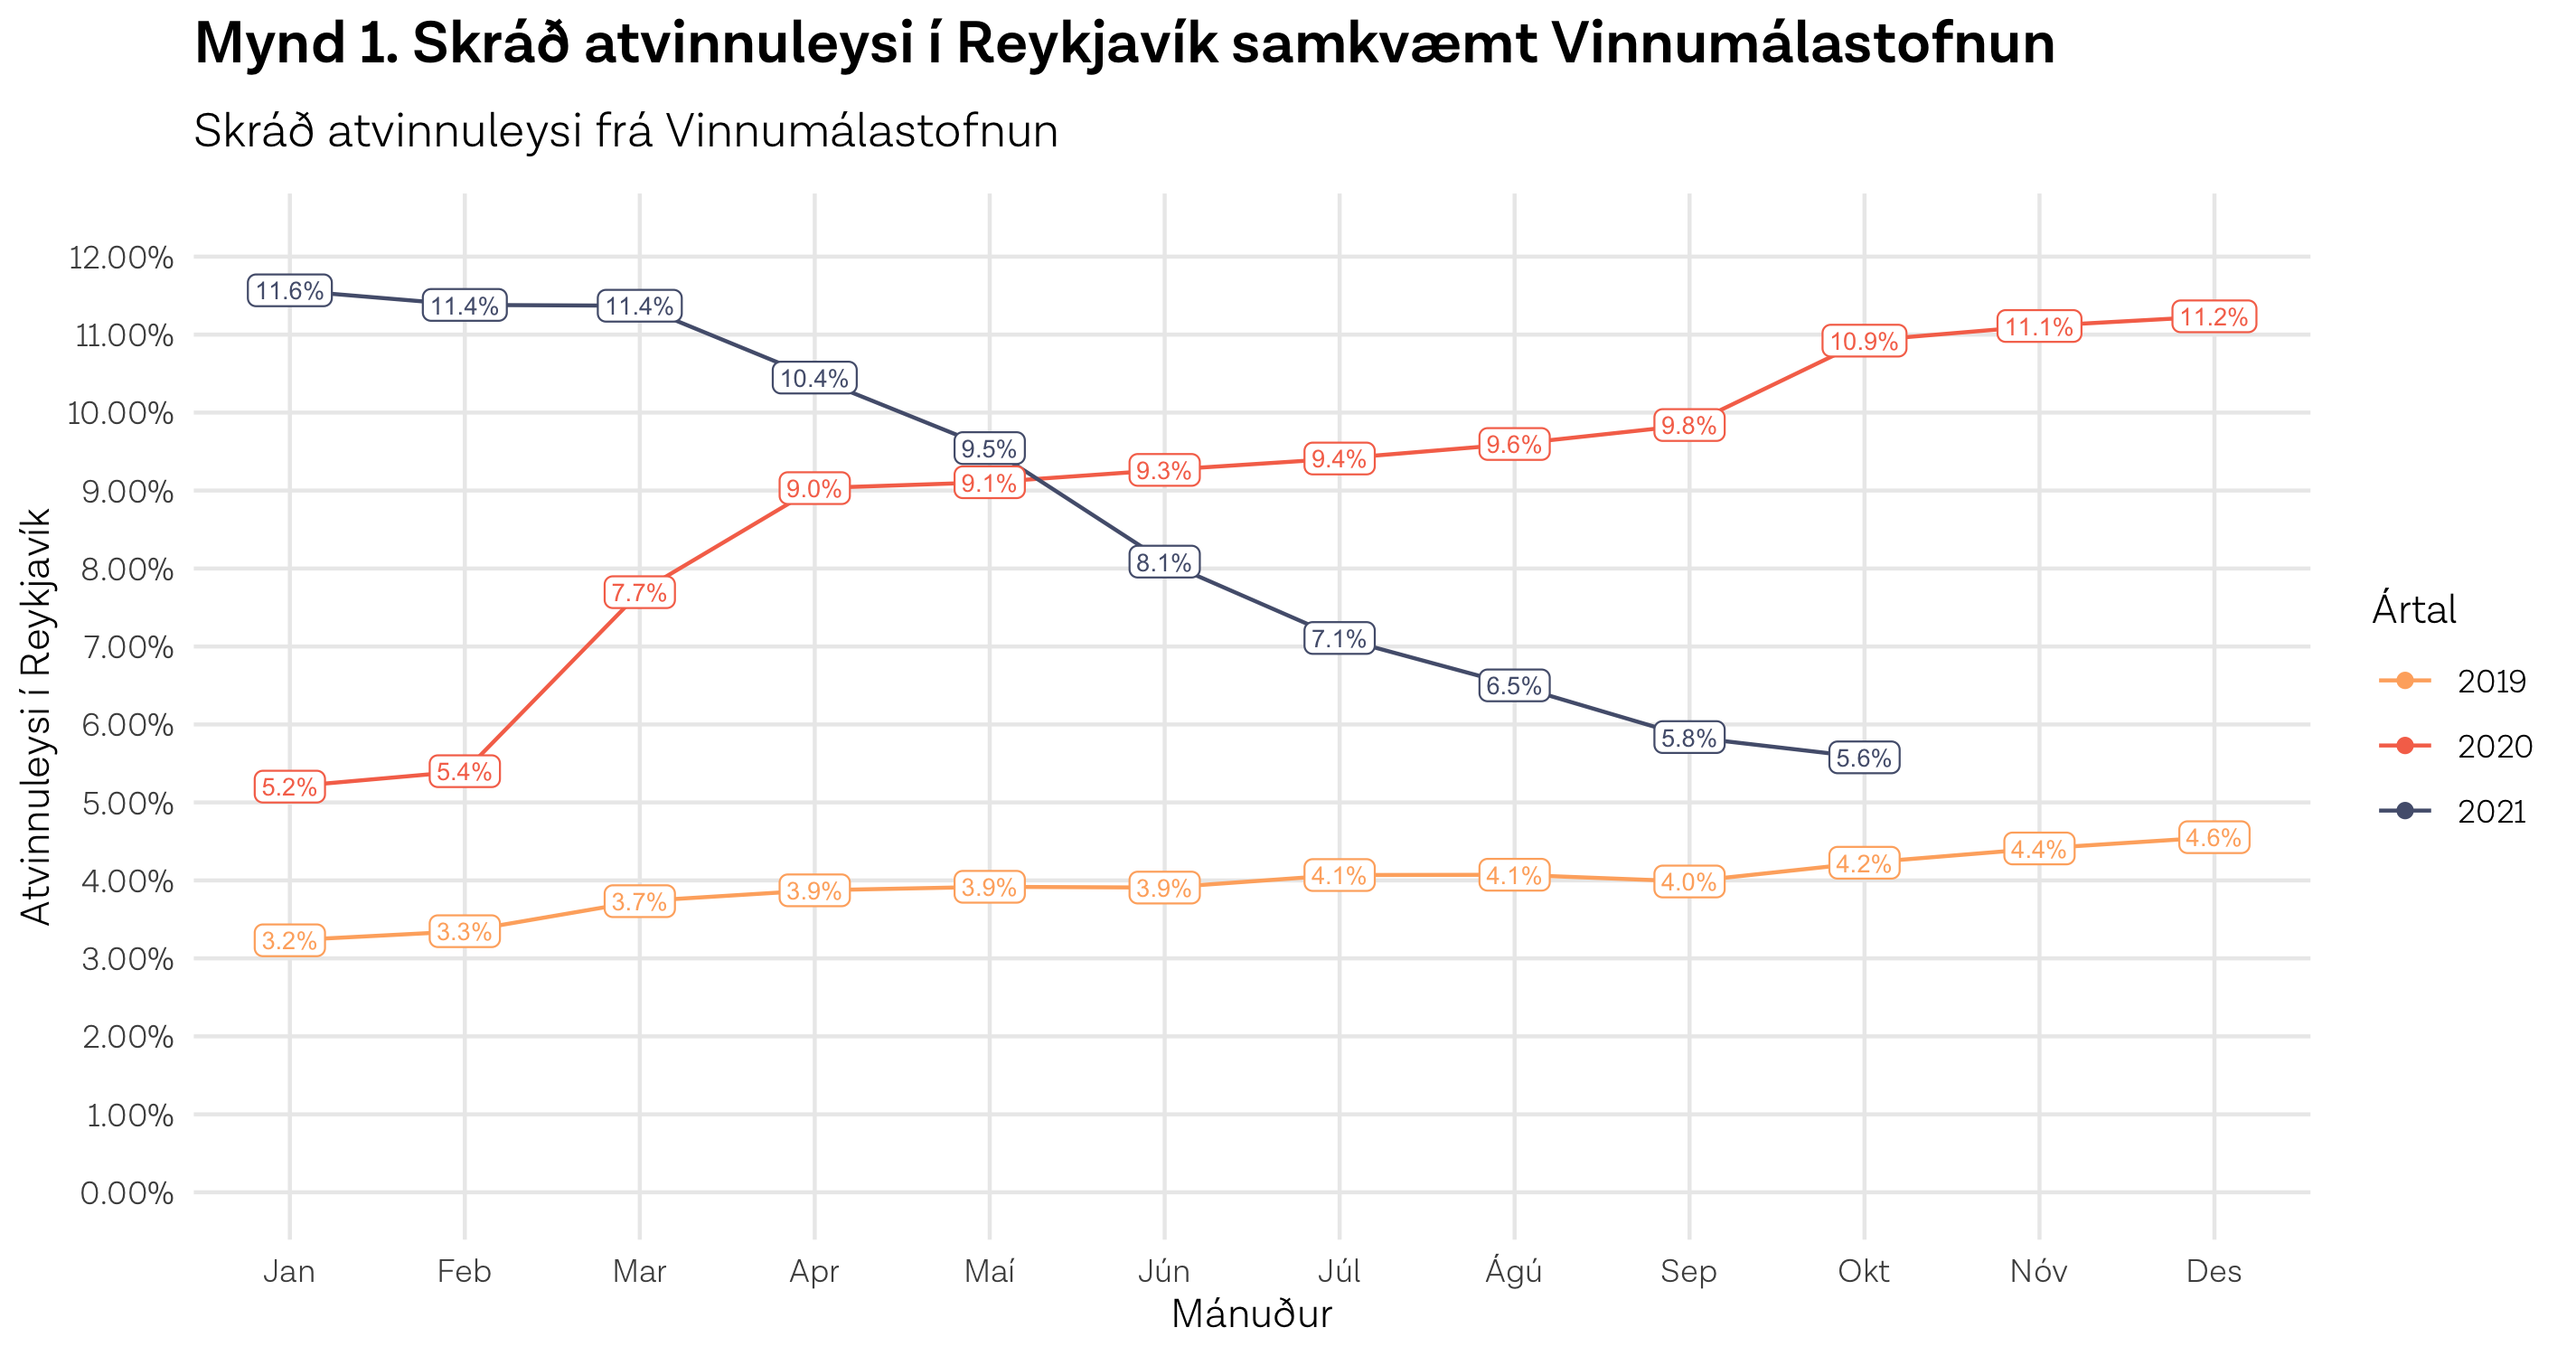 Mynd 1. Skráð atvinnuleysi í Reykjavík samkvæmt Vinnumálastofnun
Skráð atvinnuleysi frá Vinnumálastofnun
Atvinnuleysi í Reykjavík
12.00%
11.00%
10.00%
9.00%
8.00%
7.00%
6.00%
5.00%
4.00%
3.00%
2.00%
1.00%
0.00%
11.6% 11.4% 11.4% 10.4% 9.5% 8.1% 7.1% 6.5% 5.8% 5.6%
5.2% 5.4% 7.7% 9.0% 9.1% 9.3% 9.4% 9.6% 9.8% 10.9% 11.1% 11.2%
3.2% 3.3% 3.7% 3.9% 3.9% 3.9% 4.1% 4.1% 4.0% 4.2% 4.4% 4.6%
Jan Feb Mar Apr Maí Jún Júl Ágú Sep Okt Nóv Des
Mánuður
Ártal
2019
2020
2021